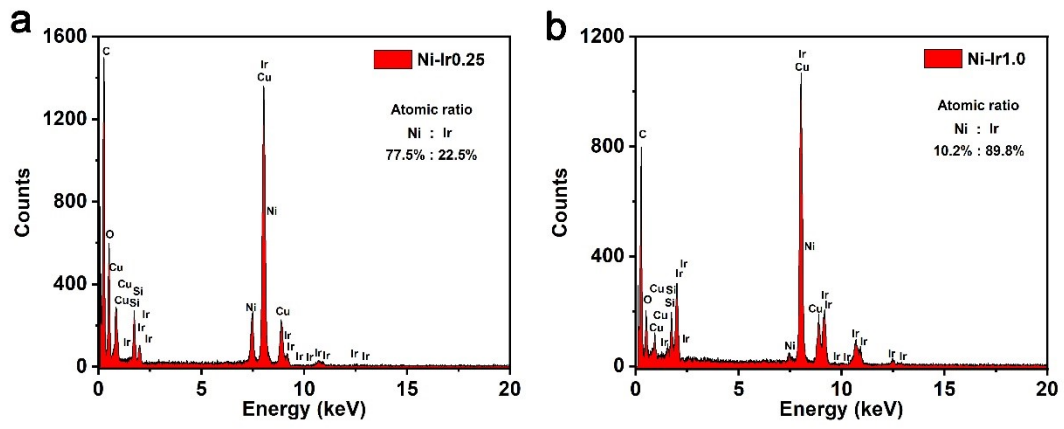 a
1600
1200
800
400
0
Counts
0
5
10
15
20
Energy (keV)
Ni-Ir0.25
Atomic ratio
Ni : Ir
77.5% : 22.5%
C
O
Cu
Cu
Cu
Ir
Si
Si
Ir
Ir
Ir
Ni
Ir
Cu
Ni
Cu
Ir
Ir
Ir
Ir
Ir
Ir
Ir
Ir
b
1200
800
400
0
Counts
0
5
10
15
20
Energy (keV)
Ni-Ir1.0
Atomic ratio
Ni : Ir
10.2% : 89.8%
C
O
Cu
Cu
Cu
Ir
Si
Si
Ir
Ir
Ir
Ni
Ir
Cu
Ni
Cu
Ir
Ir
Ir
Ir
Ir
Ir
Ir
Ir